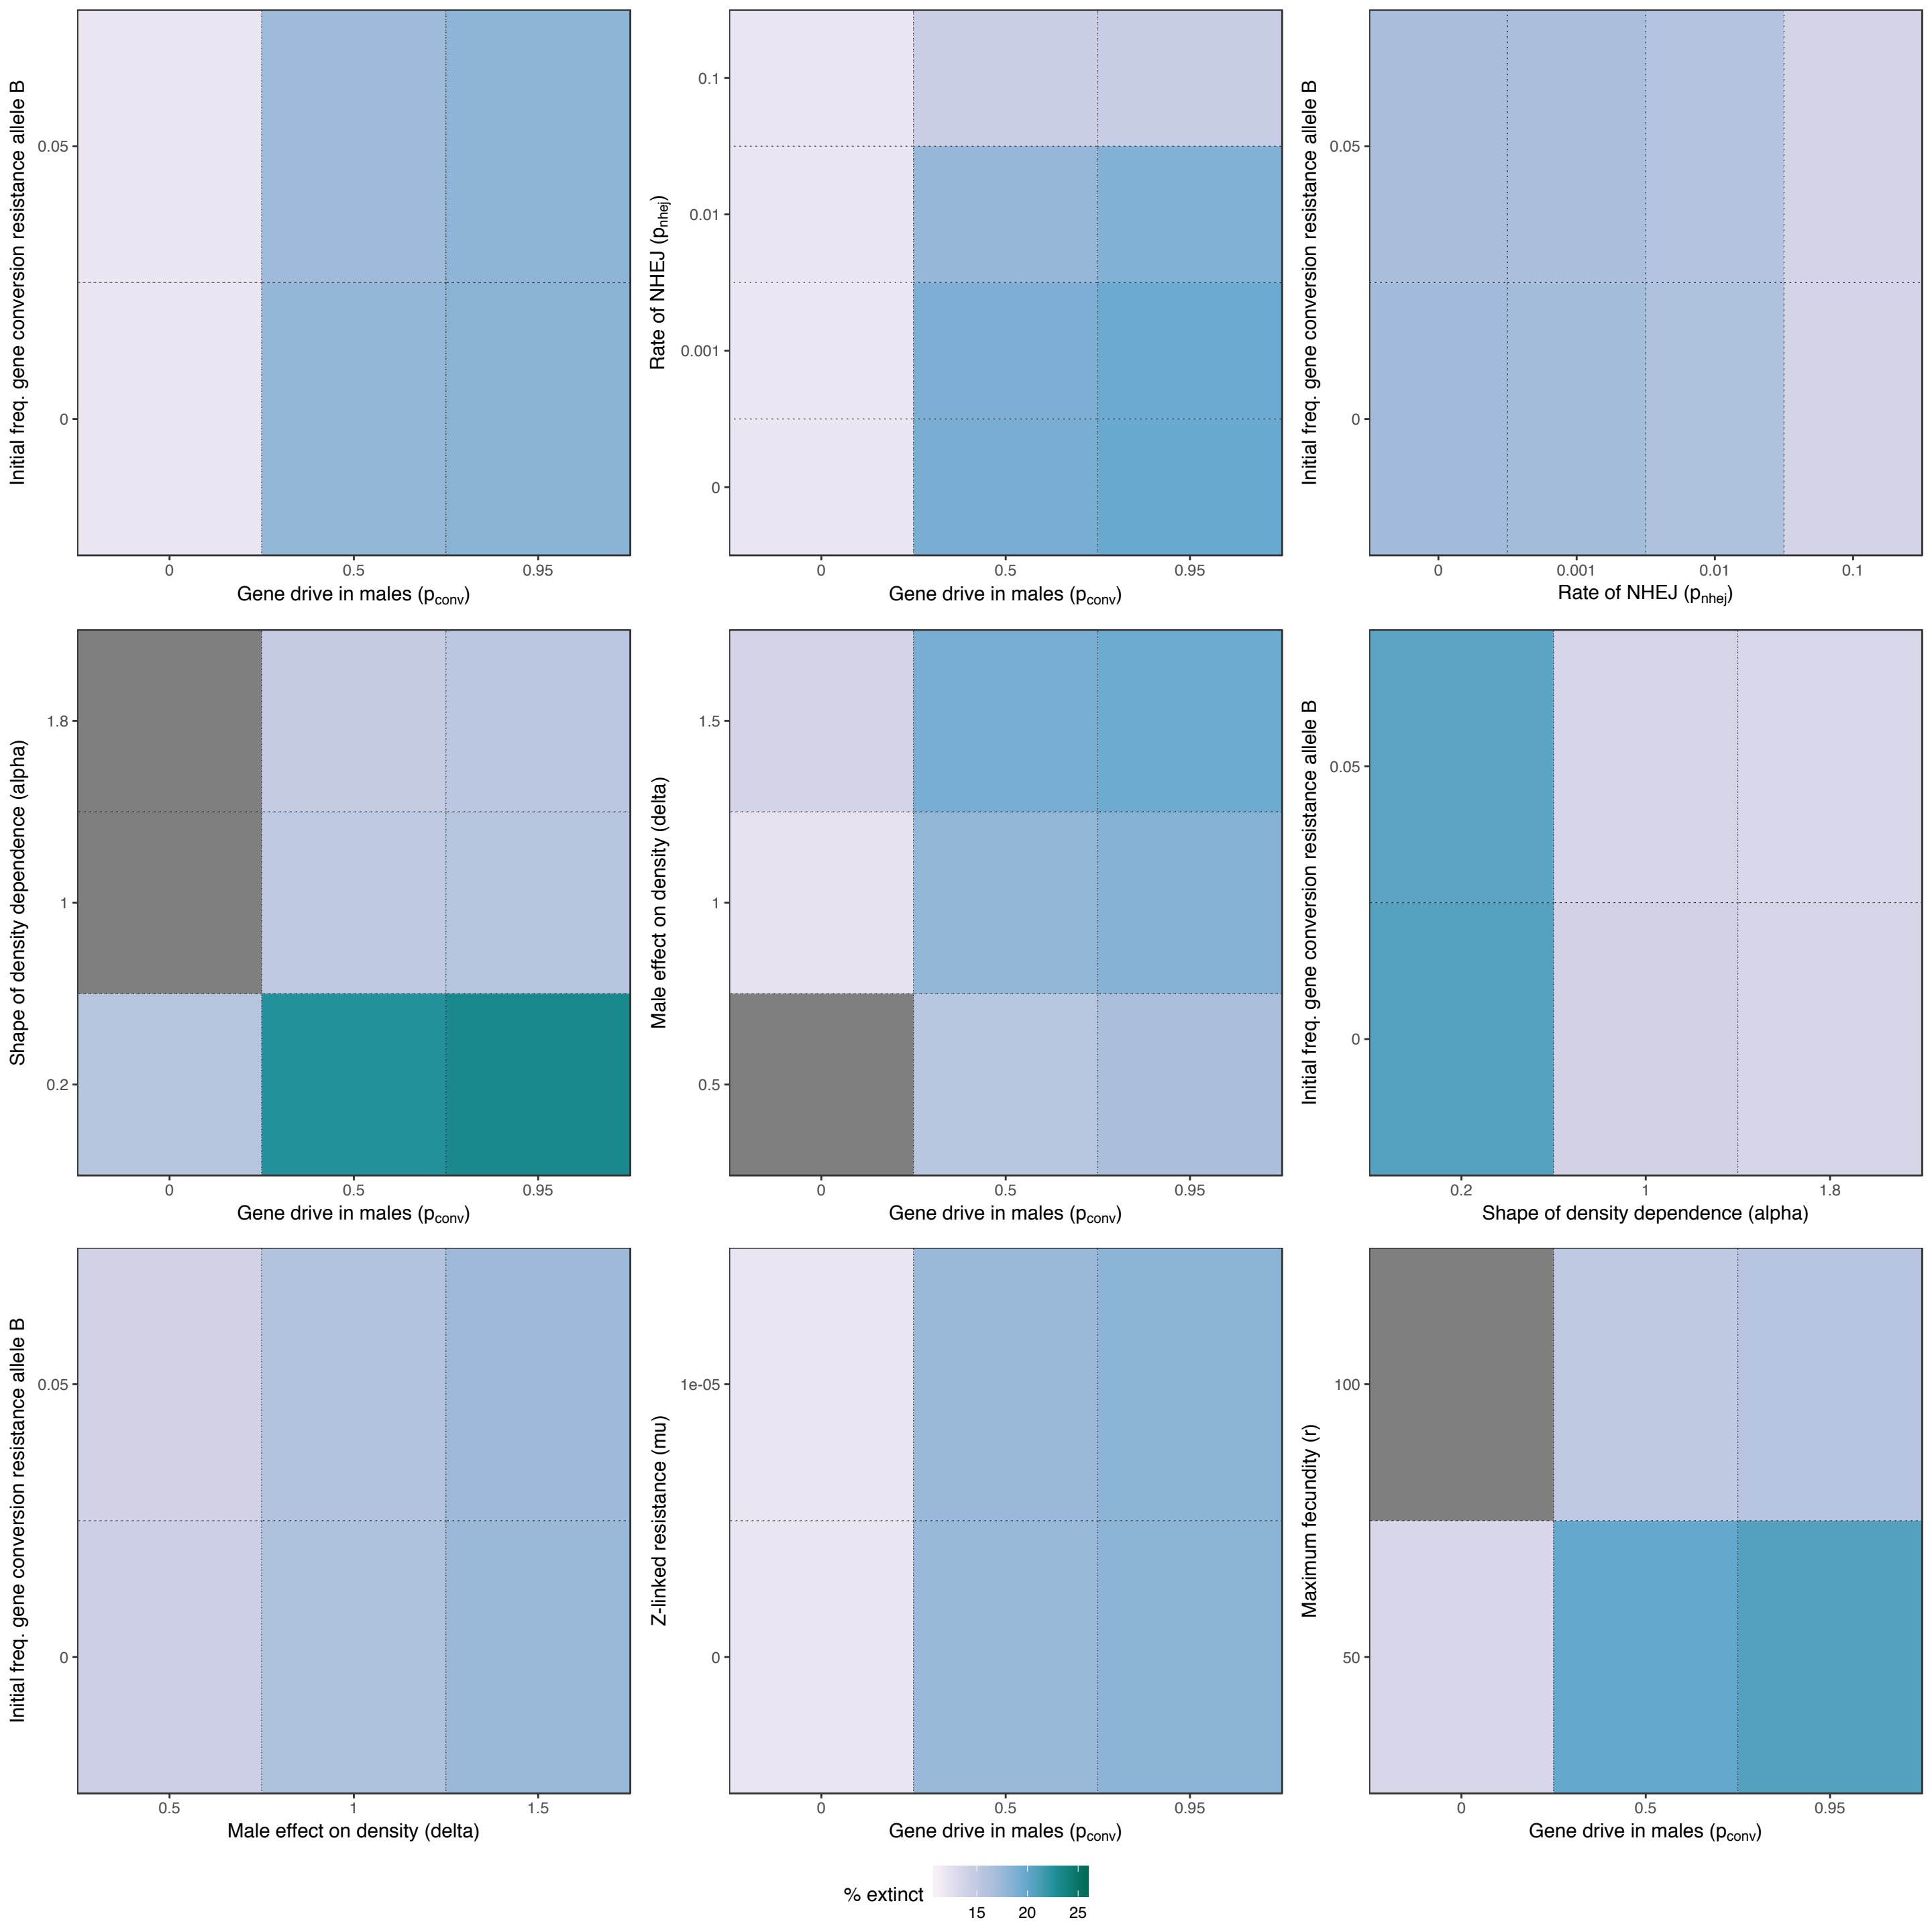 Initial freq. gene conversion resistance allele B
0.05
0
0
0.5
0.95
Gene drive in males (pconv)
Rate of NHEJ (pnhej)
0.1
0.01
0.001
0
0
0.5
0.95
Gene drive in males (pconv)
Initial freq. gene conversion resistance allele B
0.05
0
0
0.001
0.01
0.1
Rate of NHEJ (pnhej)
Shape of density dependence (alpha)
1.8
1
0.2
0
0.5
0.95
Gene drive in males (pconv)
Male effect on density (delta)
1.5
1
0.5
0
0.5
0.95
Gene drive in males (pconv)
Initial freq. gene conversion resistance allele B
0.05
0
0.2
1
1.8
Shape of density dependence (alpha)
Initial freq. gene conversion resistance allele B
0.05
0
0.5
1
1.5
Male effect on density (delta)
Z-linked resistance (mu)
1e-05
0
0
0.5
0.95
Gene drive in males (pconv)
Maximum fecundity (r)
100
50
0
0.5
0.95
Gene drive in males (pconv)
% extinct
15
20
25